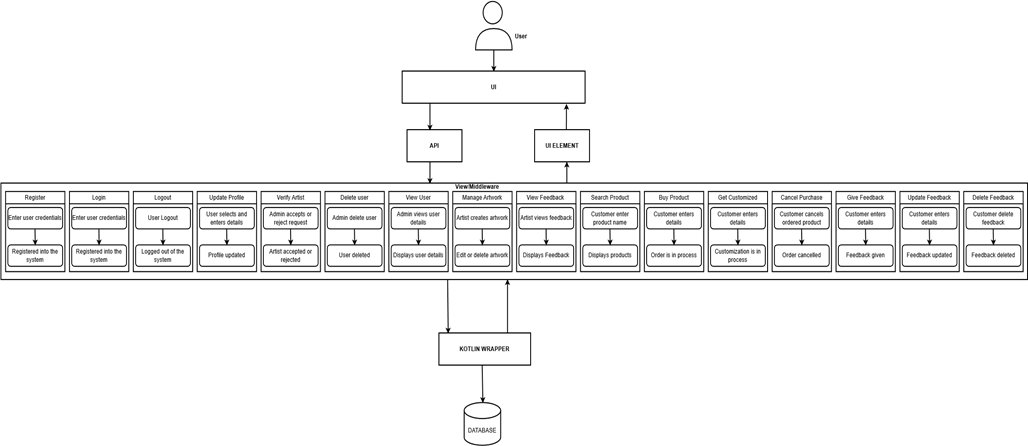 User
UI
API
UI ELEMENT
View/Middleware
Register
Enter user credentials
Registered into the
system
Login
Enter user credentials
Registered into the
system
Logout
User Logout
Logged out of the
system
Update Profile
User selects and
enters details
Profile updated
Verify Artist
Admin accepts or
reject request
Artist accepted or
rejected
Delete user
Admin delete user
User deleted
View User
Admin views user
details
Displays user details
Manage Artwork
Artist creates artwork
Edit or delete artwork
View Feedback
Artist views feedback
Displays Feedback
Search Product
Customer enter
product name
Displays products
Buy Product
Customer enters
details
Order is in process
Get Customized
Customer enters
details
Customization is in
process
Cancel Purchase
Customer cancels
ordered product
Order cancelled
Give Feedback
Customer enters
details
Feedback given
Update Feedback
Customer enters
details
Feedback updated
Delete Feedback
Customer delete
feedback
Feedback deleted
KOTLIN WRAPPER
DATABASE